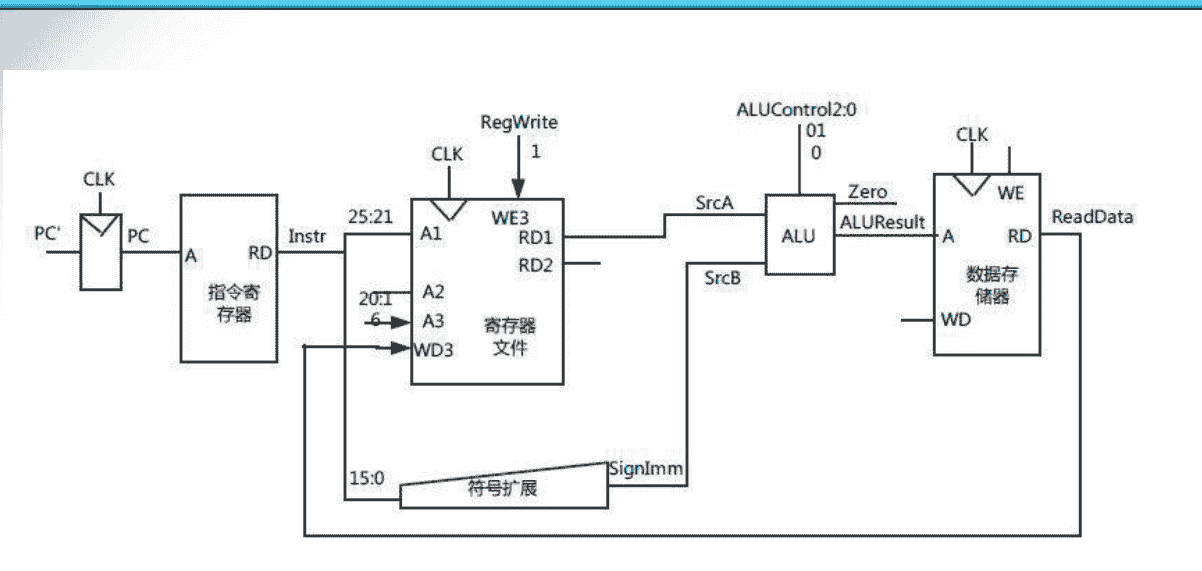 ALUControl2:0
01
0
RegWrite
1
CLK
CLK
CLK
PC'
PC
A
RD
指令寄
存器
Instr
25:21
WE3
A1
RD1
RD2
A2
20:1
6
A3
WD3
寄存器
文件
SrcA
SrcB
ALU
Zero
ALUResult
WE
A
RD
数据存
储器
WD
ReadData
15:0
符号扩展
SignImm